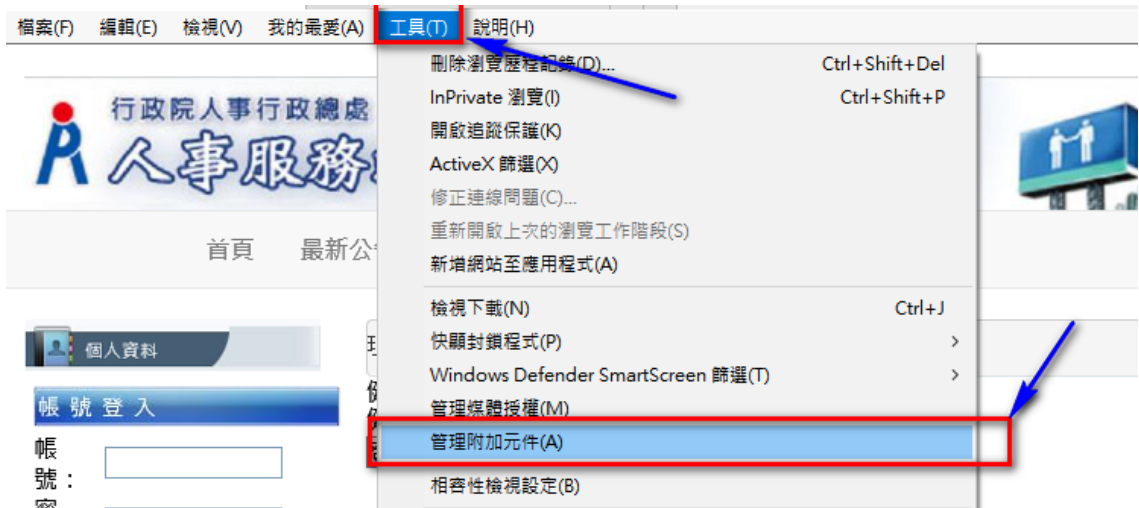 檔案(F) 編輯(E) 檢視(V) 我的最愛(A) 工具(T) 說明(H)
刪除瀏覽歷程記錄(D)... Ctrl+Shift+Del
InPrivate 瀏覽(I) Ctrl+Shift+P
開啟追蹤保護(K)
ActiveX 篩選(X)
修正連線問題(C)...
重新開啟上次的瀏覽工作階段(S)
新增網站至應用程式(A)
檢視下載(N) Ctrl+J
快顯封鎖程式(P)
Windows Defender SmartScreen 篩選(T)
管理媒體授權(M)
管理附加元件(A)
相容性檢視設定(B)
行政院人事行政總處
人事服務
首頁 最新公
個人資料
帳號登入
帳
號：